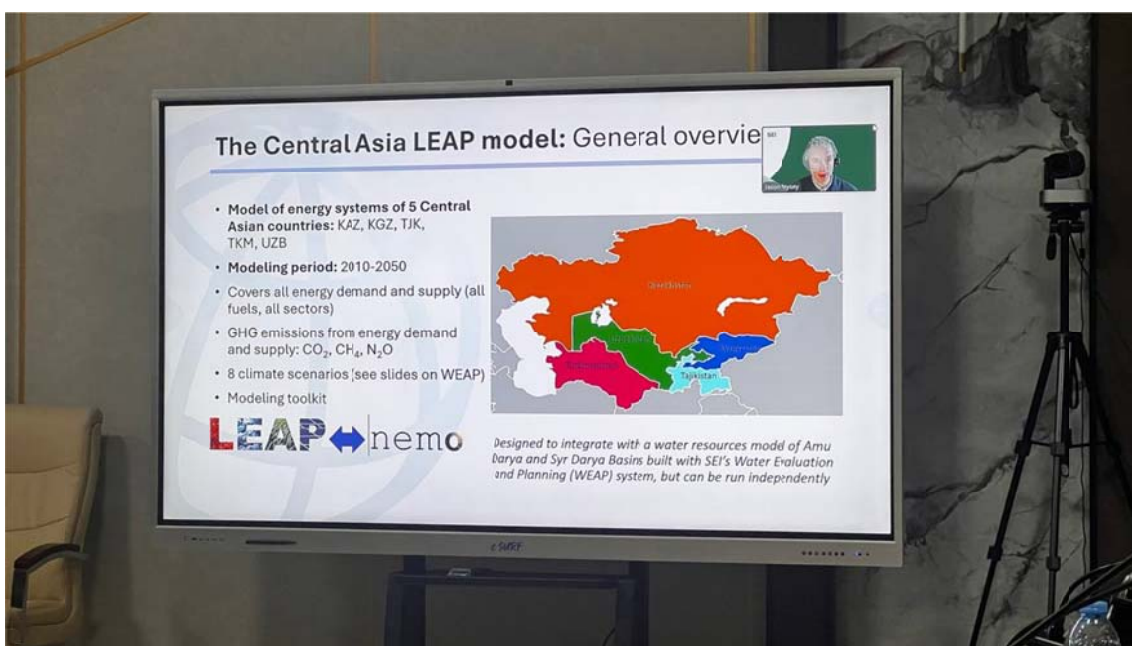 The Central Asia LEAP model: General overvie
SEI
• Model of energy systems of 5 Central
Asian countries: KAZ, KGZ, TJK,
TKM, UZB
• Modeling period: 2010-2050
• Covers all energy demand and supply (all
fuels, all sectors)
• GHG emissions from energy demand
and supply: CO₂, CH₄, N₂O
• 8 climate scenarios (see slides on WEAP)
• Modeling toolkit
LEAP nemo
Kazakhstan
Tajikistan
Designed to integrate with a water resources model of Amu
Darya and Syr Darya Basins built with SEI's Water Evaluation
and Planning (WEAP) system, but can be run independently